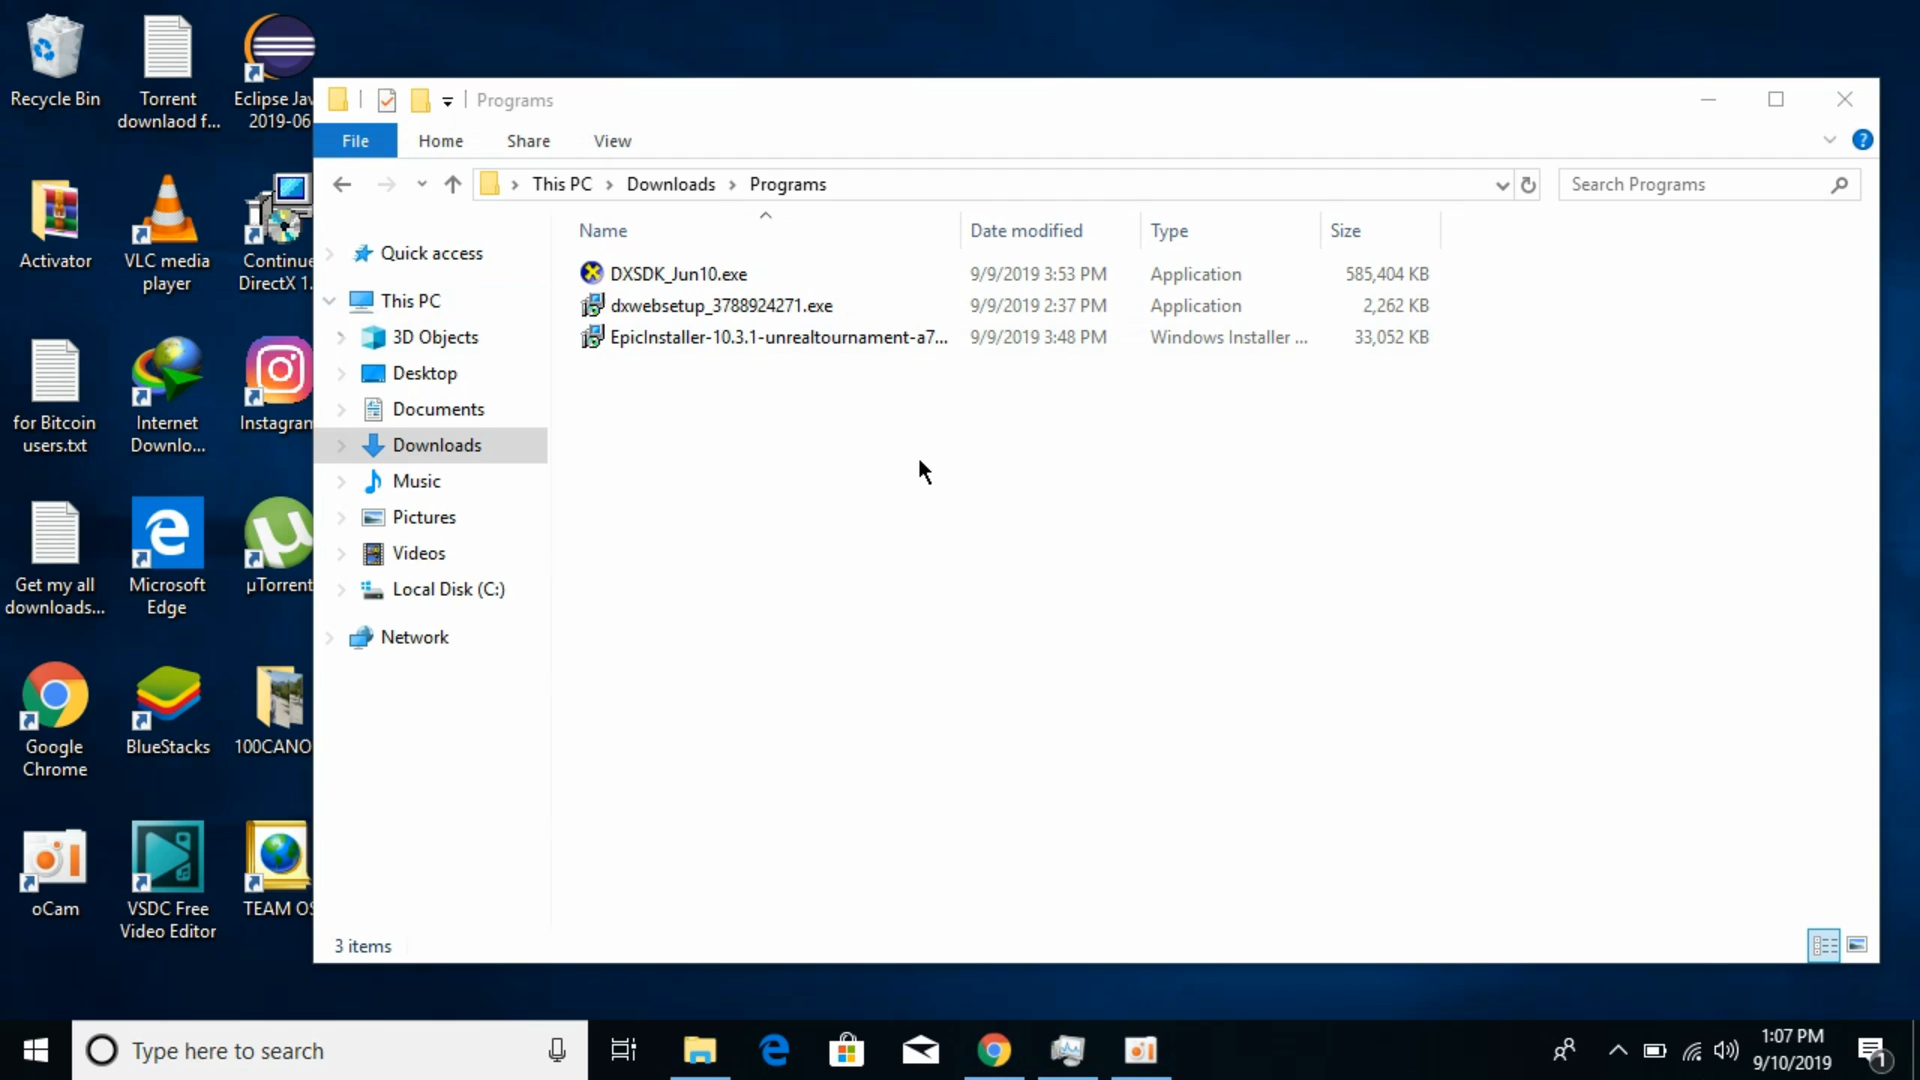 Recycle Bin
Torrent
downlaod f...
Eclipse Jav
2019-06
Activator
VLC media
player
Continue
DirectX 1.
for Bitcoin
users.txt
Internet
Downlo...
Instagram
Get my all
downloads...
Microsoft
Edge
µTorrent
Google
Chrome
BlueStacks
100CANO
oCam
VSDC Free
Video Editor
TEAM OS
Programs
File Home Share View
This PC Downloads Programs
Search Programs
Name Date modified Type Size
DXSDK_Jun10.exe 9/9/2019 3:53 PM Application 585,404 KB
dxwebsetup_3788924271.exe 9/9/2019 2:37 PM Application 2,262 KB
EpicInstaller-10.3.1-unrealtournament-a7... 9/9/2019 3:48 PM Windows Installer ... 33,052 KB
Quick access
This PC
3D Objects
Desktop
Documents
Downloads
Music
Pictures
Videos
Local Disk (C:)
Network
3 items
Type here to search
1:07 PM
9/10/2019
1